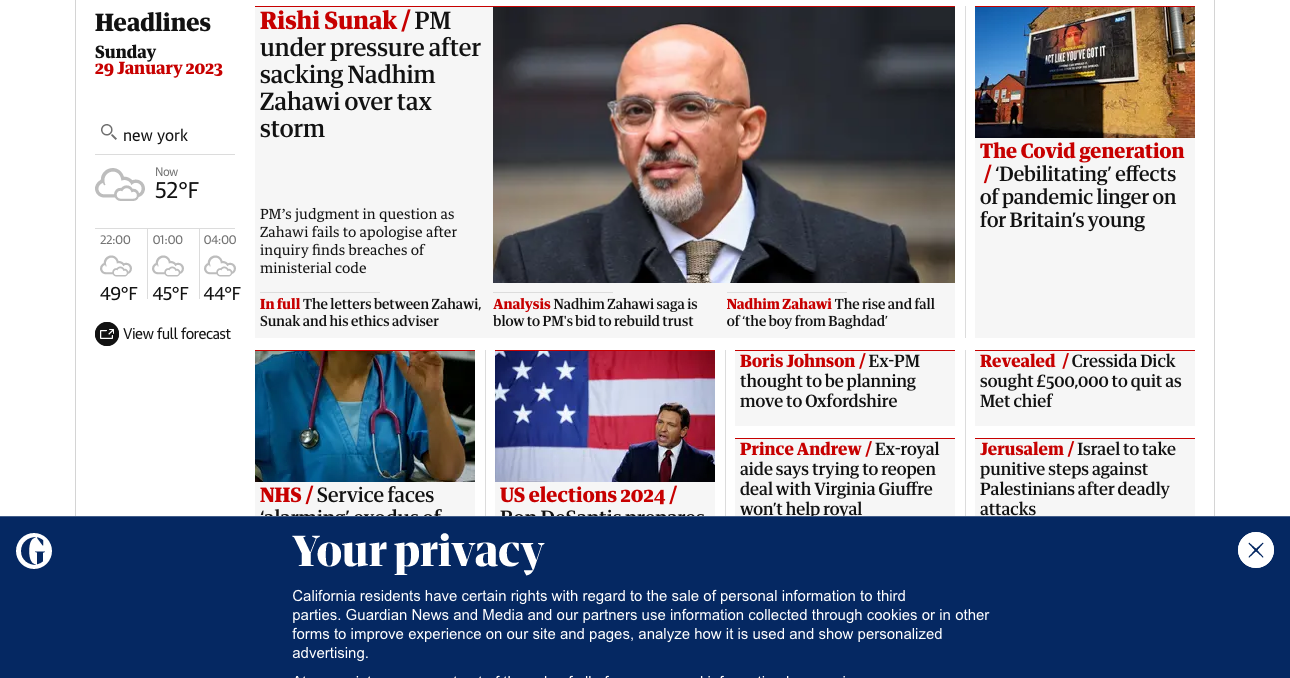 Headlines
Sunday
29 January 2023
new york
Now
52°F
22:00
01:00
04:00
49°F
45°F
44°F
View full forecast
Rishi Sunak / PM
under pressure after
sacking Nadhim
Zahawi over tax
storm
PM's judgment in question as
Zahawi fails to apologise after
inquiry finds breaches of
ministerial code
In full The letters between Zahawi,
Sunak and his ethics adviser
Analysis Nadhim Zahawi saga is
blow to PM's bid to rebuild trust
Nadhim Zahawi The rise and fall
of ‘the boy from Baghdad’
NHS
ACT LIKE YOU'VE GOT IT
The Covid generation
/ ‘Debilitating’ effects
of pandemic linger on
for Britain’s young
NHS / Service faces
‘alarming’ exodus of
US elections 2024 /
Ron DeSantis prepares
Boris Johnson / Ex-PM
thought to be planning
move to Oxfordshire
Prince Andrew / Ex-royal
aide says trying to reopen
deal with Virginia Giuffre
won’t help royal
Revealed / Cressida Dick
sought £500,000 to quit as
Met chief
Jerusalem / Israel to take
punitive steps against
Palestinians after deadly
attacks
Your privacy
California residents have certain rights with regard to the sale of personal information to third
parties. Guardian News and Media and our partners use information collected through cookies or in other
forms to improve experience on our site and pages, analyze how it is used and show personalized
advertising.